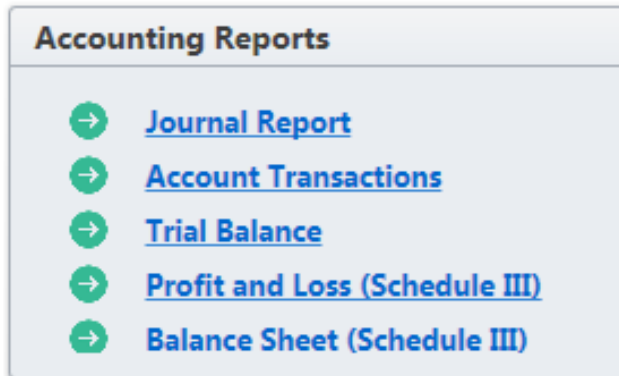 Accounting Reports
Journal Report
Account Transactions
Trial Balance
Profit and Loss (Schedule III)
Balance Sheet (Schedule III)